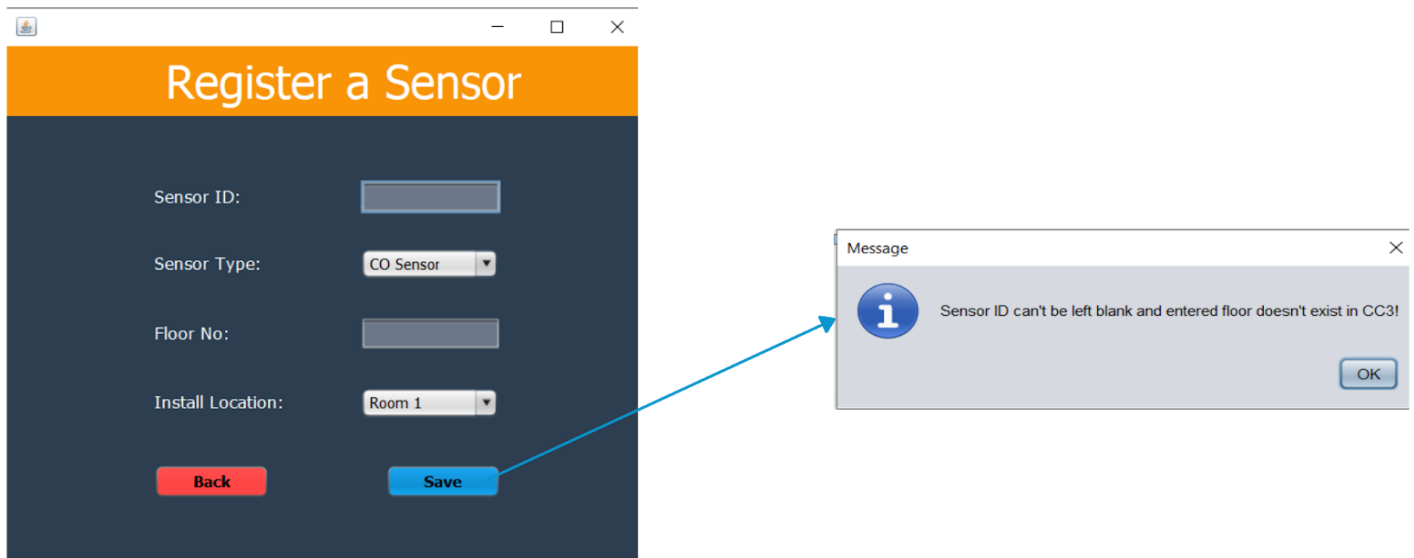 Register a Sensor
Sensor ID:
Sensor Type:
CO Sensor
Floor No:
Install Location:
Room 1
Back
Save
Message
Sensor ID can't be left blank and entered floor doesn't exist in CC3!
OK